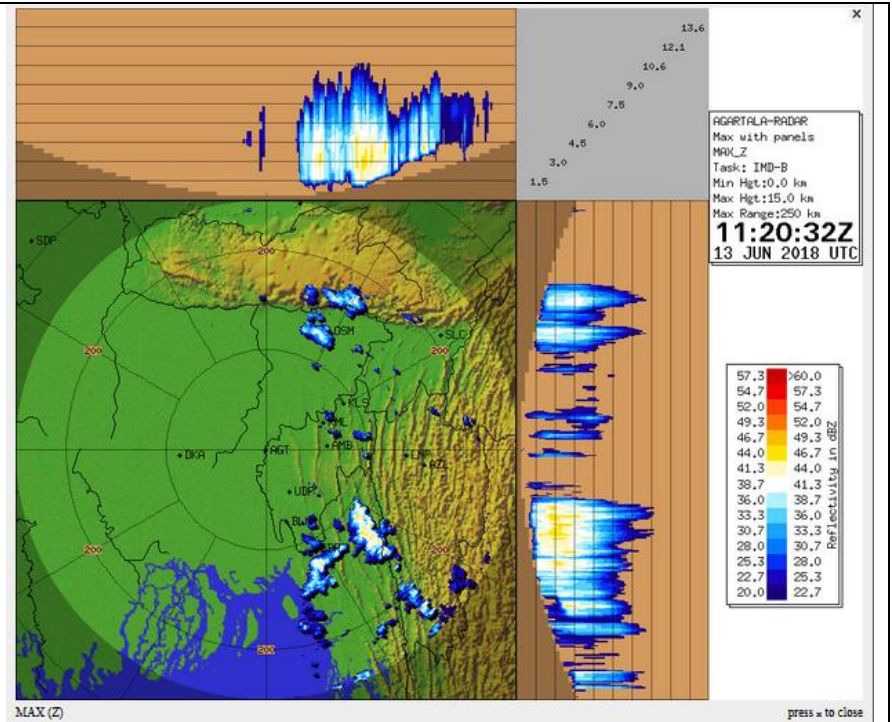 ×
13.6
12.1
10.6
9.0
7.5
6.0
4.5
3.0
1.5
AGARTALA-RADAR
Max with panels
MAX_Z
Task: IMD-B
Min Hgt:0.0 km
Max Hgt:15.0 km
Max Range:250 km
11:20:32Z
13 JUN 2018 UTC
SDP
200
OSM
SLC
200
200
KLS
AMB
DKA
AGT
AZL
UDP
200
200
200
57.3 >60.0
54.7 57.3
52.0 54.7
49.3 52.0
46.7 49.3
44.0 46.7
41.3 44.0
38.7 41.3
36.0 38.7
33.3 36.0
30.7 33.3
28.0 30.7
25.3 28.0
22.7 25.3
20.0 22.7
Reflectivity in dBZ
MAX (Z)
press × to close